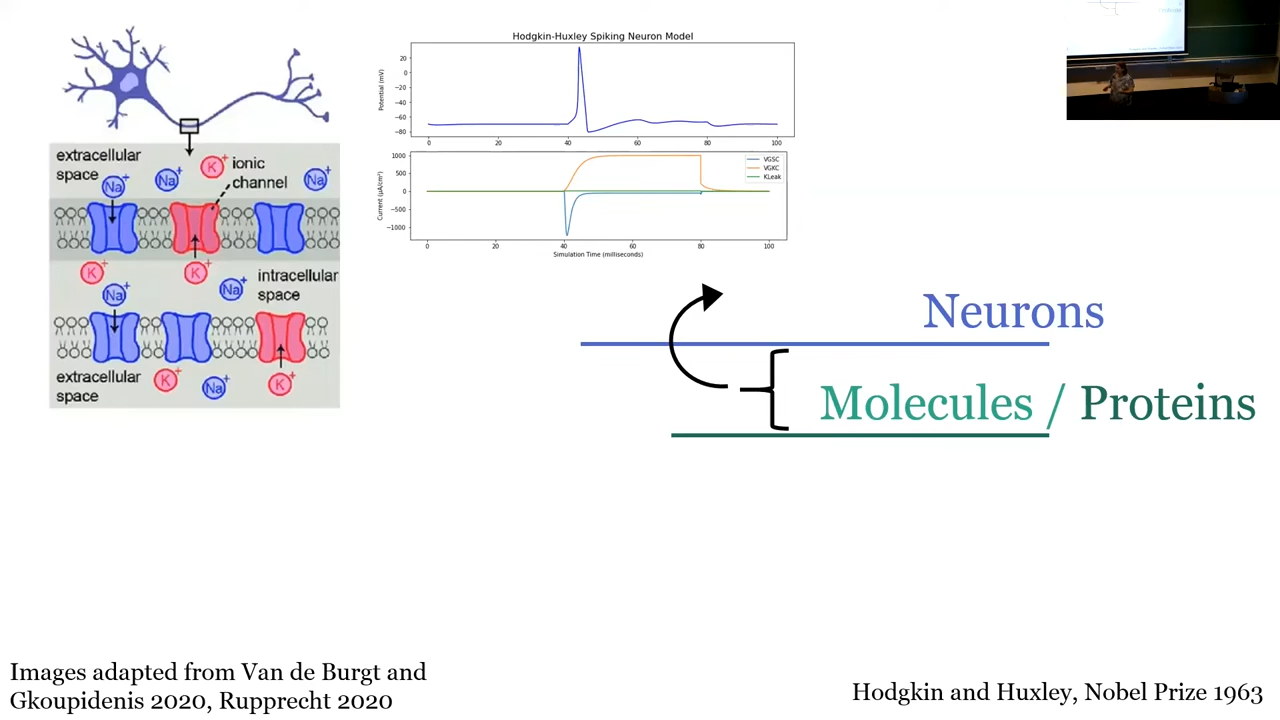 extracellular
space
Na+
Na+
K+
ionic
channel
Na+
K+
K+
Na+
Na+
intracellular
space
extracellular
space
K+
Na+
K+
Hodgkin-Huxley Spiking Neuron Model
Potential (mV)
20
0
−20
−40
−60
−80
0
20
40
60
80
100
Current (μA/cm²)
1000
500
0
−500
−1000
VGSC
VGKC
KLeak
0
20
40
60
80
100
Simulation Time (milliseconds)
Neurons
Molecules / Proteins
Images adapted from Van de Burgt and
Gkoupidenis 2020, Rupprecht 2020
Hodgkin and Huxley, Nobel Prize 1963